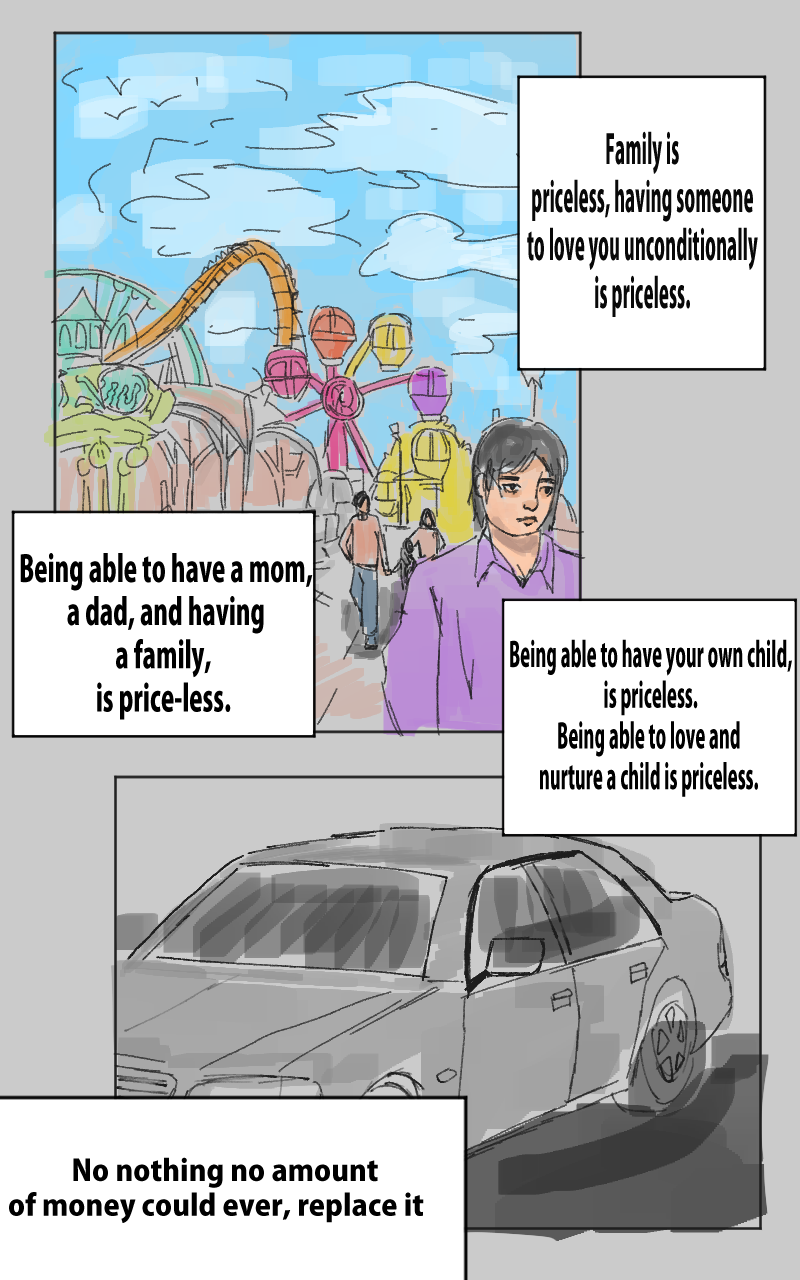 Family is
priceless, having someone
to love you unconditionally
is priceless.
Being able to have a mom,
a dad, and having
a family,
is price-less.
Being able to have your own child,
is priceless.
Being able to love and
nurture a child is priceless.
No nothing no amount
of money could ever, replace it